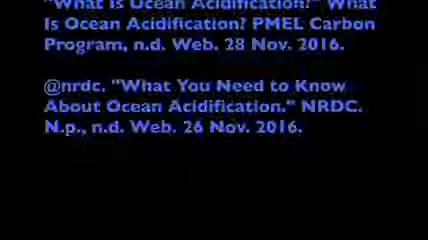 "What Is Ocean Acidification?" What
Is Ocean Acidification? PMEL Carbon
Program, n.d. Web. 28 Nov. 2016.
@nrdc. "What You Need to Know
About Ocean Acidification." NRDC.
N.p., n.d. Web. 26 Nov. 2016.